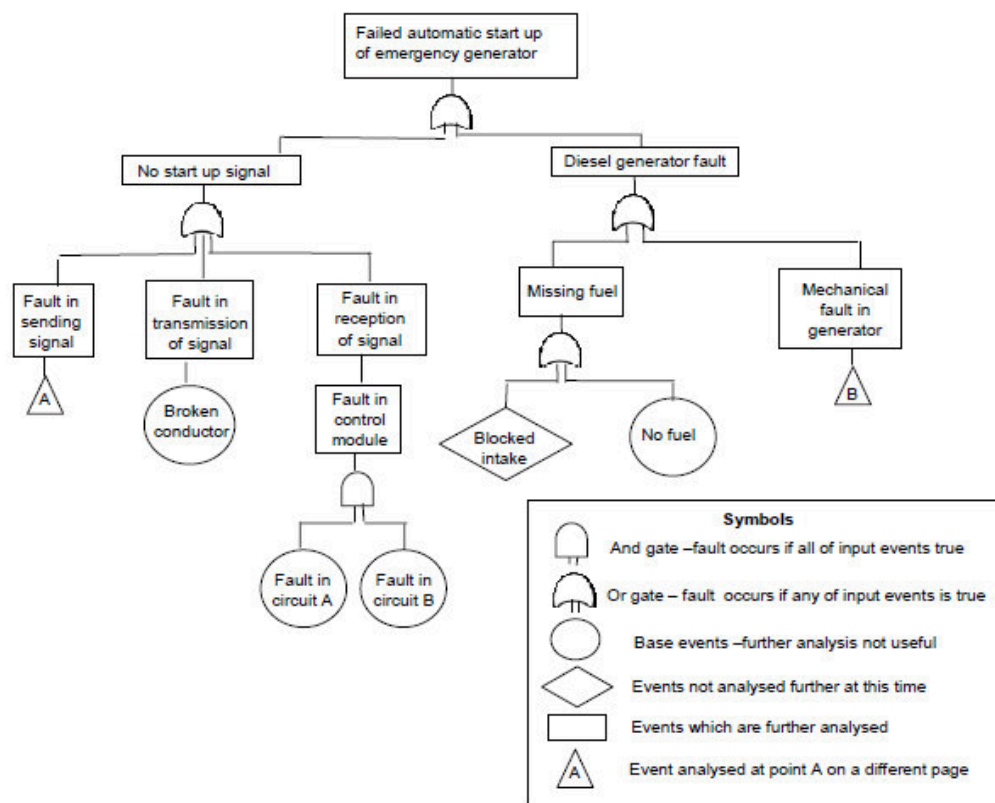 Failed automatic start up
of emergency generator
No start up signal
Diesel generator fault
Fault in
sending
signal
Fault in
transmission
of signal
Fault in
reception
of signal
Missing fuel
Mechanical
fault in
generator
A
Broken
conductor
Fault in
control
module
Blocked
intake
No fuel
B
Fault in
circuit A
Fault in
circuit B
Symbols
And gate –fault occurs if all of input events true
Or gate – fault occurs if any of input events is true
Base events –further analysis not useful
Events not analysed further at this time
Events which are further analysed
A
Event analysed at point A on a different page